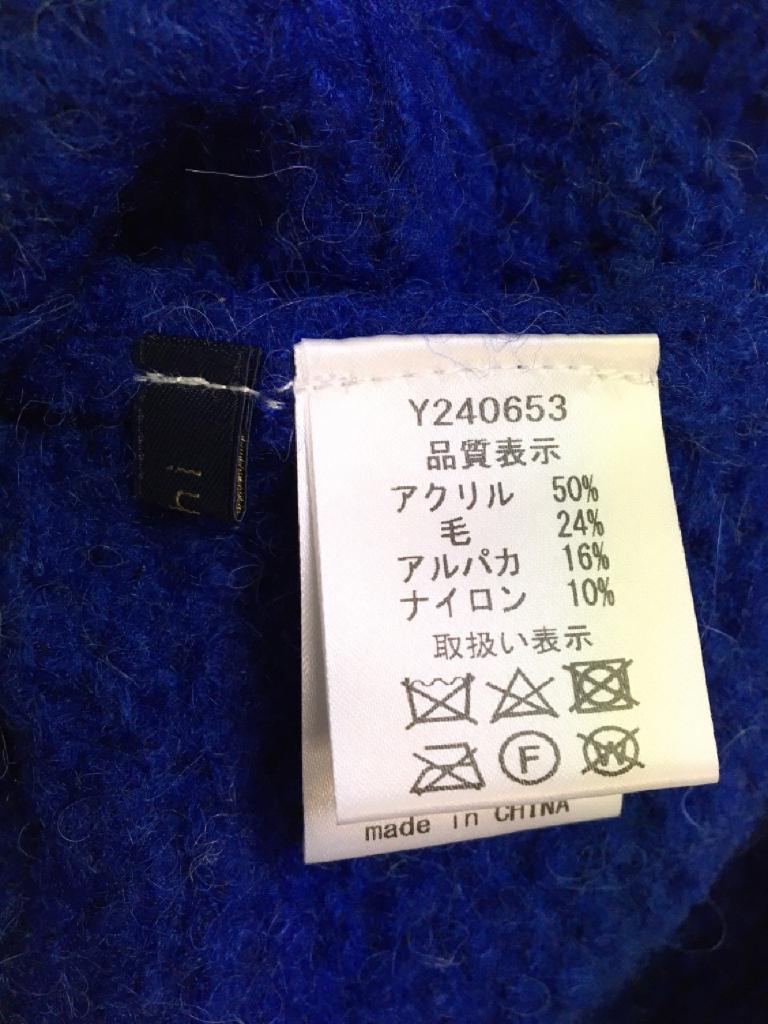 Y240653
品質表示
アクリル 50%
毛 24%
アルパカ 16%
ナイロン 10%
取扱い表示
F
W
made in CHINA